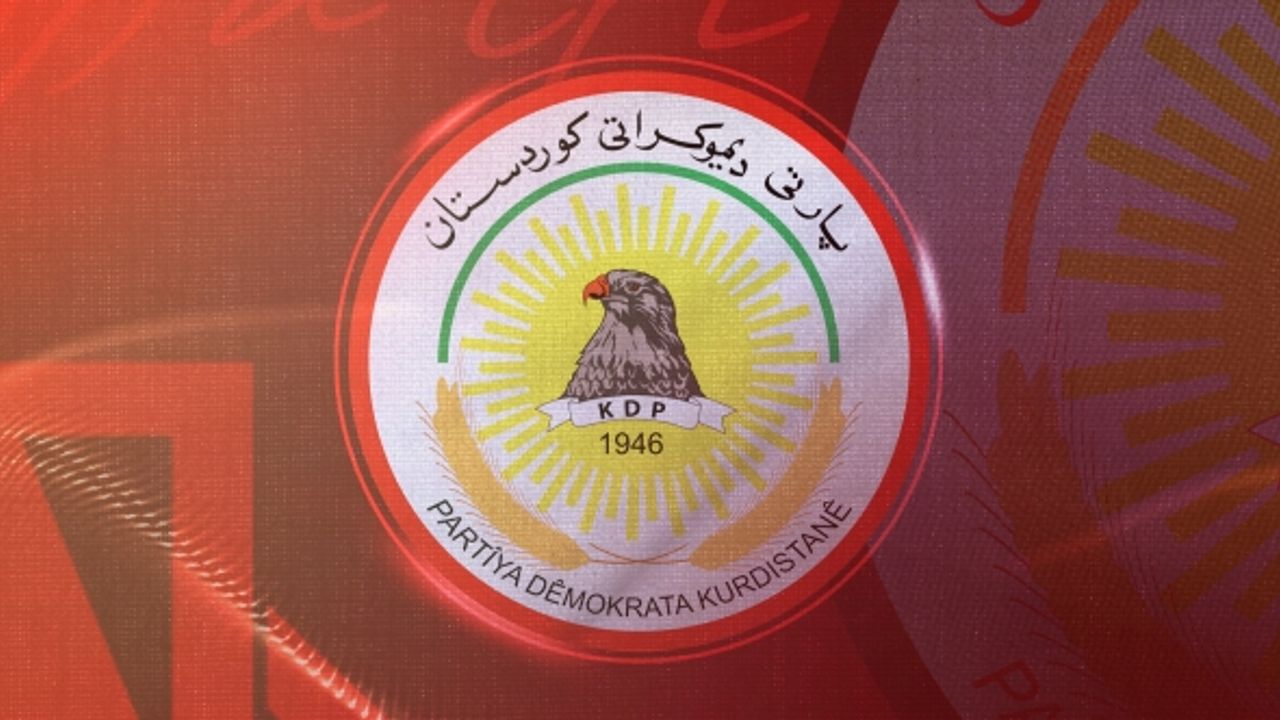 پارتی دیموکراتی کوردستان
KDP
1946
PARTÎYA DÊMOKRATA KURDISTANÊ